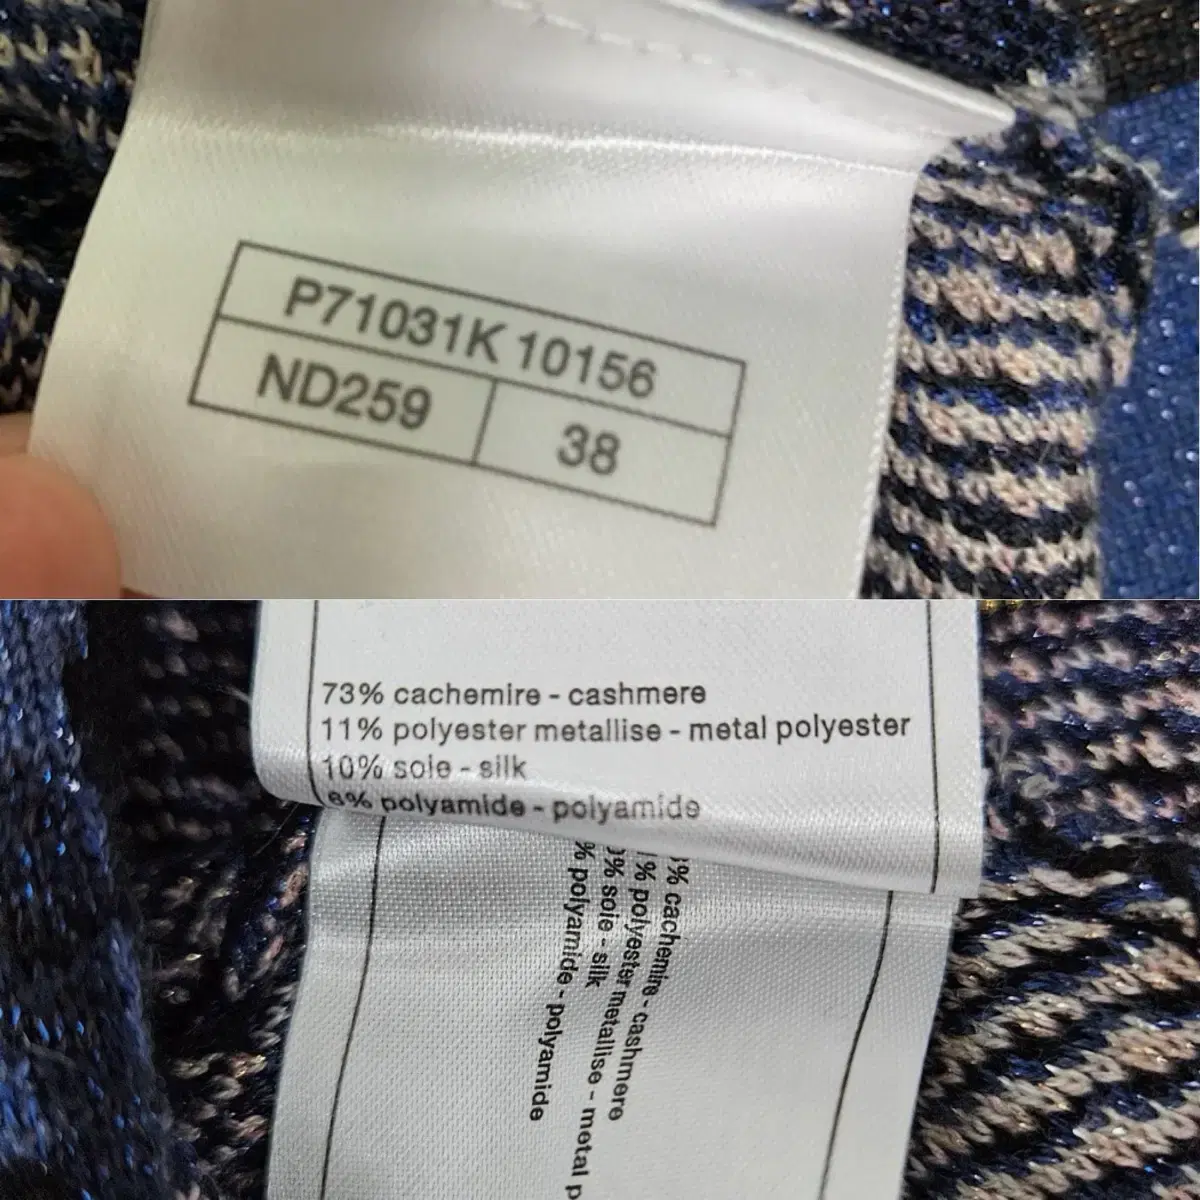 P71031K 10156
ND259 38
73% cachemire - cashmere
11% polyester metallise - metal polyester
10% soie - silk
6% polyamide - polyamide
% cachemire - cashmere
% polyester metallise - metal p
% soie - silk
% polyamide - polyamide